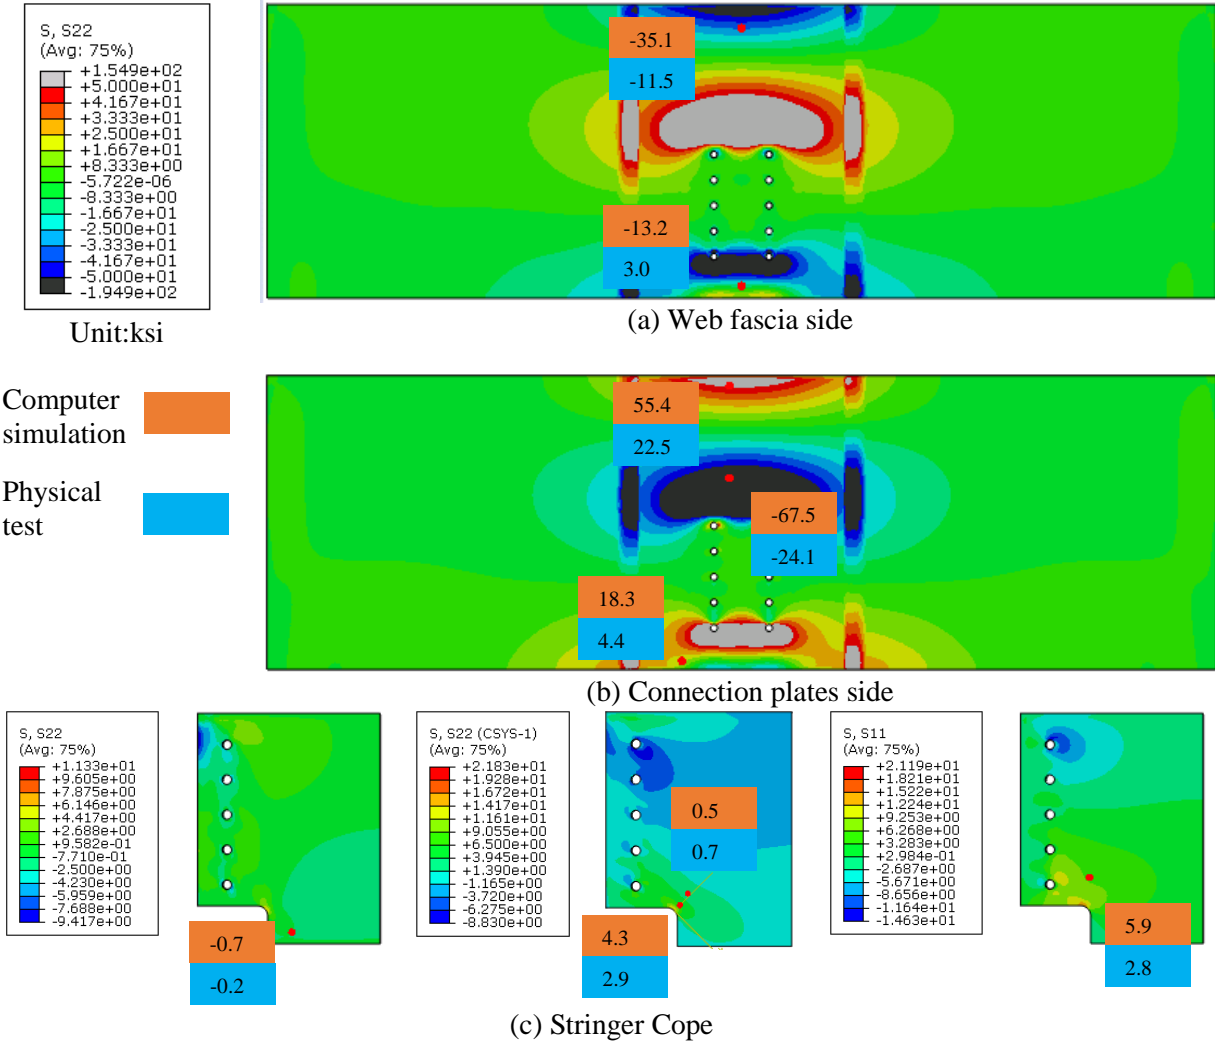 S, S22
(Avg: 75%)
+1.549e+02
+5.000e+01
+4.167e+01
+3.333e+01
+2.500e+01
+1.667e+01
+8.333e+00
-5.722e-06
-8.333e+00
-1.667e+01
-2.500e+01
-3.333e+01
-4.167e+01
-5.000e+01
-1.949e+02
Unit:ksi
-35.1
-11.5
-13.2
3.0
(a) Web fascia side
Computer
simulation
Physical
test
55.4
22.5
-67.5
-24.1
18.3
4.4
(b) Connection plates side
S, S22
(Avg: 75%)
+1.133e+01
+9.605e+00
+7.875e+00
+6.146e+00
+4.417e+00
+2.688e+00
+9.582e-01
-7.710e-01
-2.500e+00
-4.230e+00
-5.959e+00
-7.688e+00
-9.417e+00
-0.7
-0.2
S, S22 (CSYS-1)
(Avg: 75%)
+2.183e+01
+1.928e+01
+1.672e+01
+1.417e+01
+1.161e+01
+9.055e+00
+6.500e+00
+3.945e+00
+1.390e+00
-1.165e+00
-3.720e+00
-6.275e+00
-8.830e+00
0.5
0.7
4.3
2.9
S, S11
(Avg: 75%)
+2.119e+01
+1.821e+01
+1.522e+01
+1.224e+01
+9.253e+00
+6.268e+00
+3.283e+00
+2.984e-01
-2.687e+00
-5.671e+00
-8.656e+00
-1.164e+01
-1.463e+01
5.9
2.8
(c) Stringer Cope